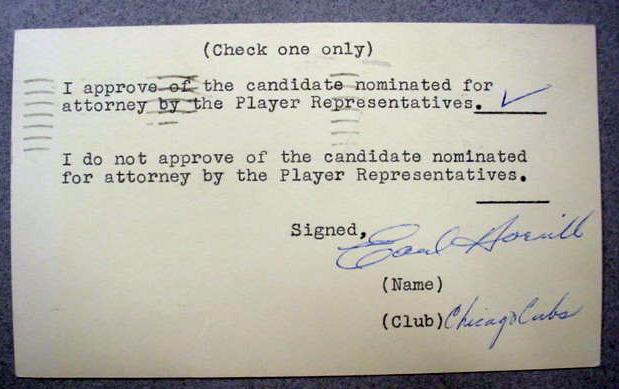 (Check one only)
I approve of the candidate nominated for
attorney by the Player Representatives.
I do not approve of the candidate nominated
for attorney by the Player Representatives.
Signed, Earl Averill
(Name)
(Club) Chicago Cubs